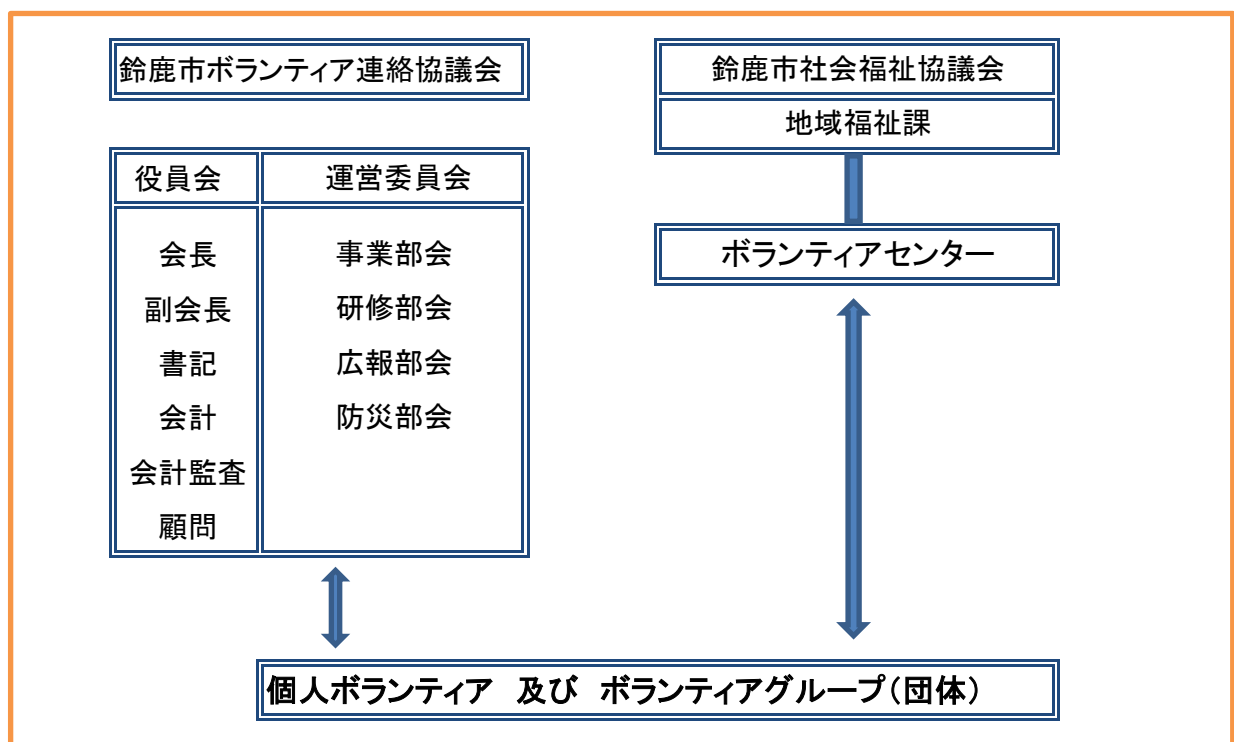 鈴鹿市ボランティア連絡協議会
役員会 運営委員会
会長 事業部会
副会長 研修部会
書記 広報部会
会計 防災部会
会計監査
顧問
鈴鹿市社会福祉協議会
地域福祉課
ボランティアセンター
個人ボランティア 及び ボランティアグループ(団体)